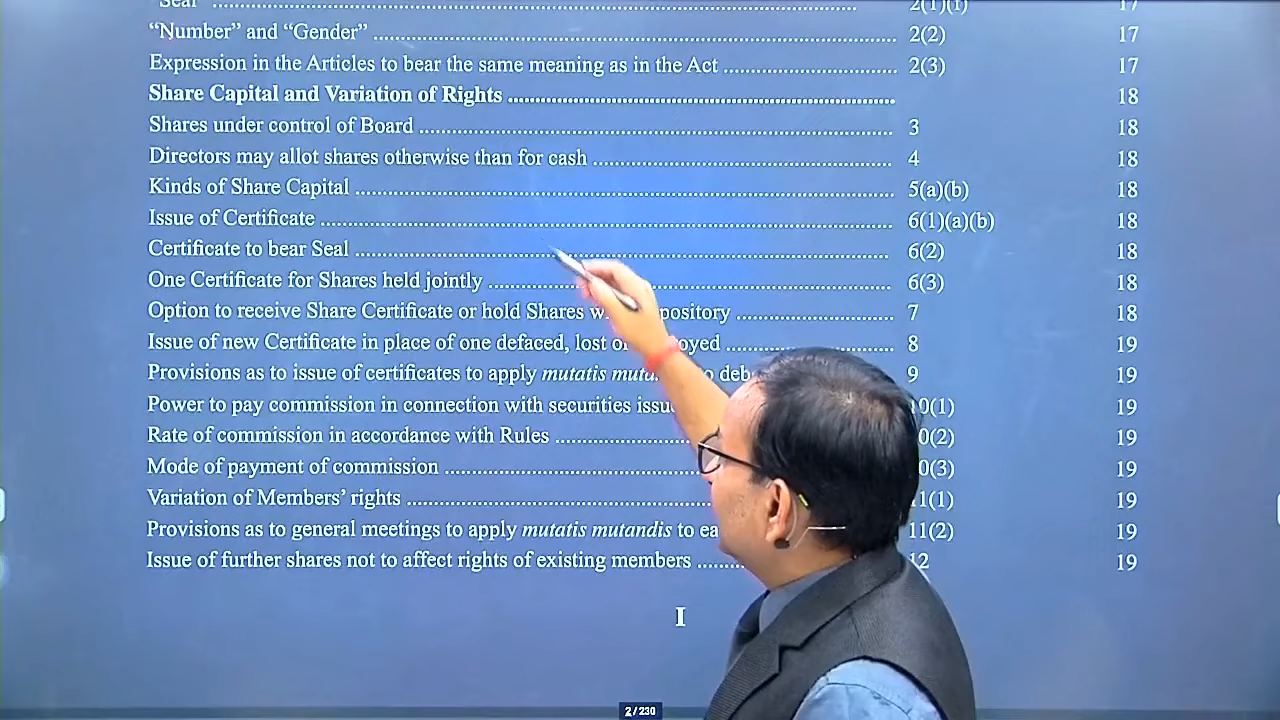 "Seal" ........ 2(1)(f) 17
“Number” and “Gender” ........ 2(2) 17
Expression in the Articles to bear the same meaning as in the Act ........ 2(3) 17
Share Capital and Variation of Rights ........ 18
Shares under control of Board ........ 3 18
Directors may allot shares otherwise than for cash ........ 4 18
Kinds of Share Capital ........ 5(a)(b) 18
Issue of Certificate ........ 6(1)(a)(b) 18
Certificate to bear Seal ........ 6(2) 18
One Certificate for Shares held jointly ........ 6(3) 18
Option to receive Share Certificate or hold Shares ........ 7 18
Issue of new Certificate in place of one defaced, lost ........ 8 19
Provisions as to issue of certificates to apply mutatis ........ 9 19
Power to pay commission in connection with securities ........ 0(1) 19
Rate of commission in accordance with Rules ........ 0(2) 19
Mode of payment of commission ........ 0(3) 19
Variation of Members’ rights ........ 1(1) 19
Provisions as to general meetings to apply mutatis mutandis to 11(2) 19
Issue of further shares not to affect rights of existing members ........ 12 19
I
2/230